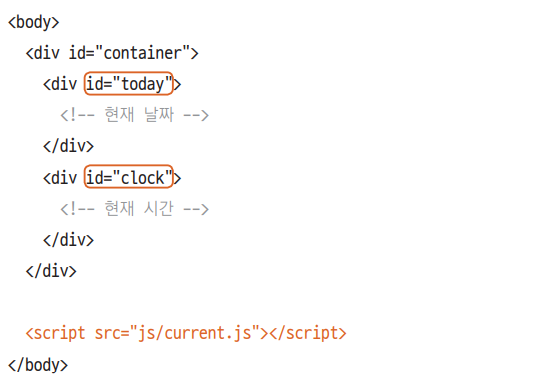 <body>
<div id="container">
<div id="today">
<!-- 현재 날짜 -->
</div>
<div id="clock">
<!-- 현재 시간 -->
</div>
</div>
<script src="js/current.js"></script>
</body>